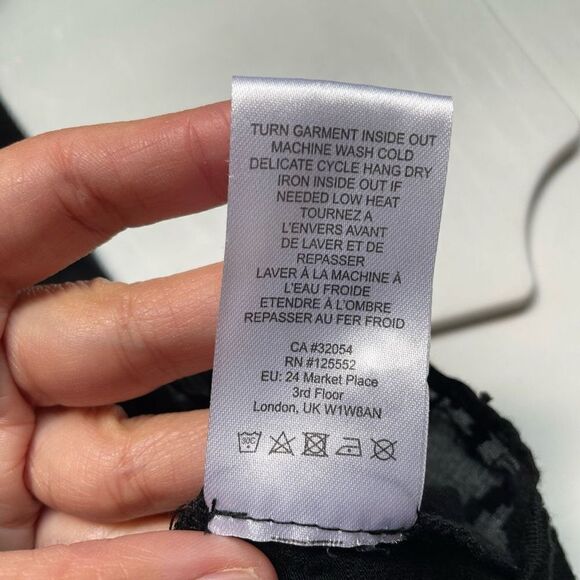 TURN GARMENT INSIDE OUT
MACHINE WASH COLD
DELICATE CYCLE HANG DRY
IRON INSIDE OUT IF
NEEDED LOW HEAT
TOURNEZ A
L'ENVERS AVANT
DE LAVER ET DE
REPASSER
LAVER À LA MACHINE À
L'EAU FROIDE
ETENDRE À L'OMBRE
REPASSER AU FER FROID
CA #32054
RN #125552
EU: 24 Market Place
3rd Floor
London, UK W1W8AN
30C